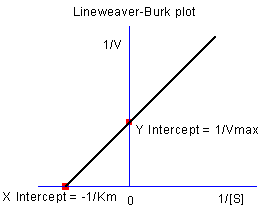 Lineweaver-Burk plot
1/V
Y Intercept = 1/Vmax
X Intercept = -1/Km
0
1/[S]